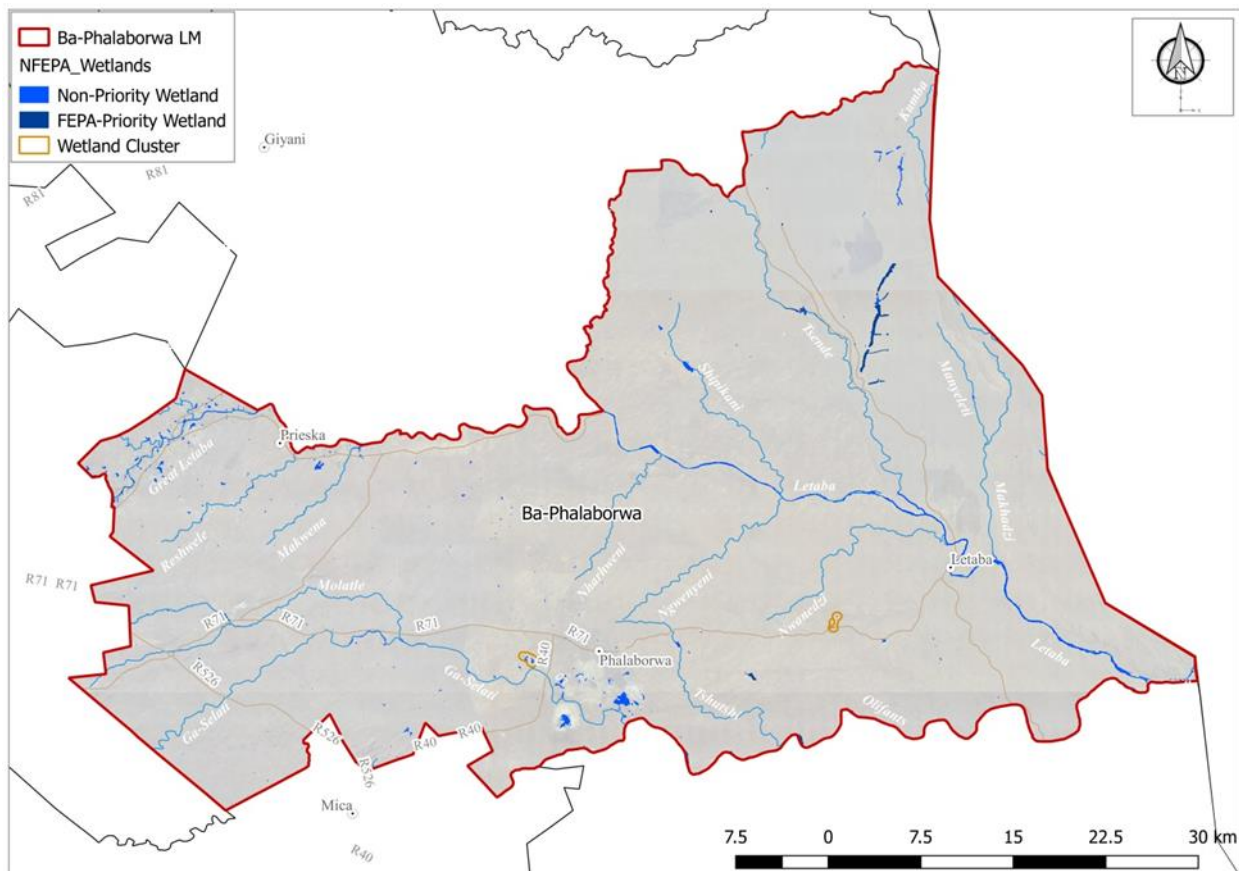 Ba-Phalaborwa LM
NFEPA_Wetlands
Non-Priority Wetland
FEPA-Priority Wetland
Wetland Cluster
N
Kumba
Giyani
R81
R81
Tsende
Shipikani
Manyeleti
Prieska
Great Letaba
Letaba
Makhadzi
Ba-Phalaborwa
Reshwele
Makwena
Nharhweni
Letaba
R71 R71
Molatle
Ngwenyeni
Nwanedzi
R71
R71
R71
R71
R40
Phalaborwa
Letaba
R526
Ga-Selati
Tshutshi
Olifants
Ga-Selati
R526
R40
R40
R526
Mica
R40
7.5 0 7.5 15 22.5 30 km